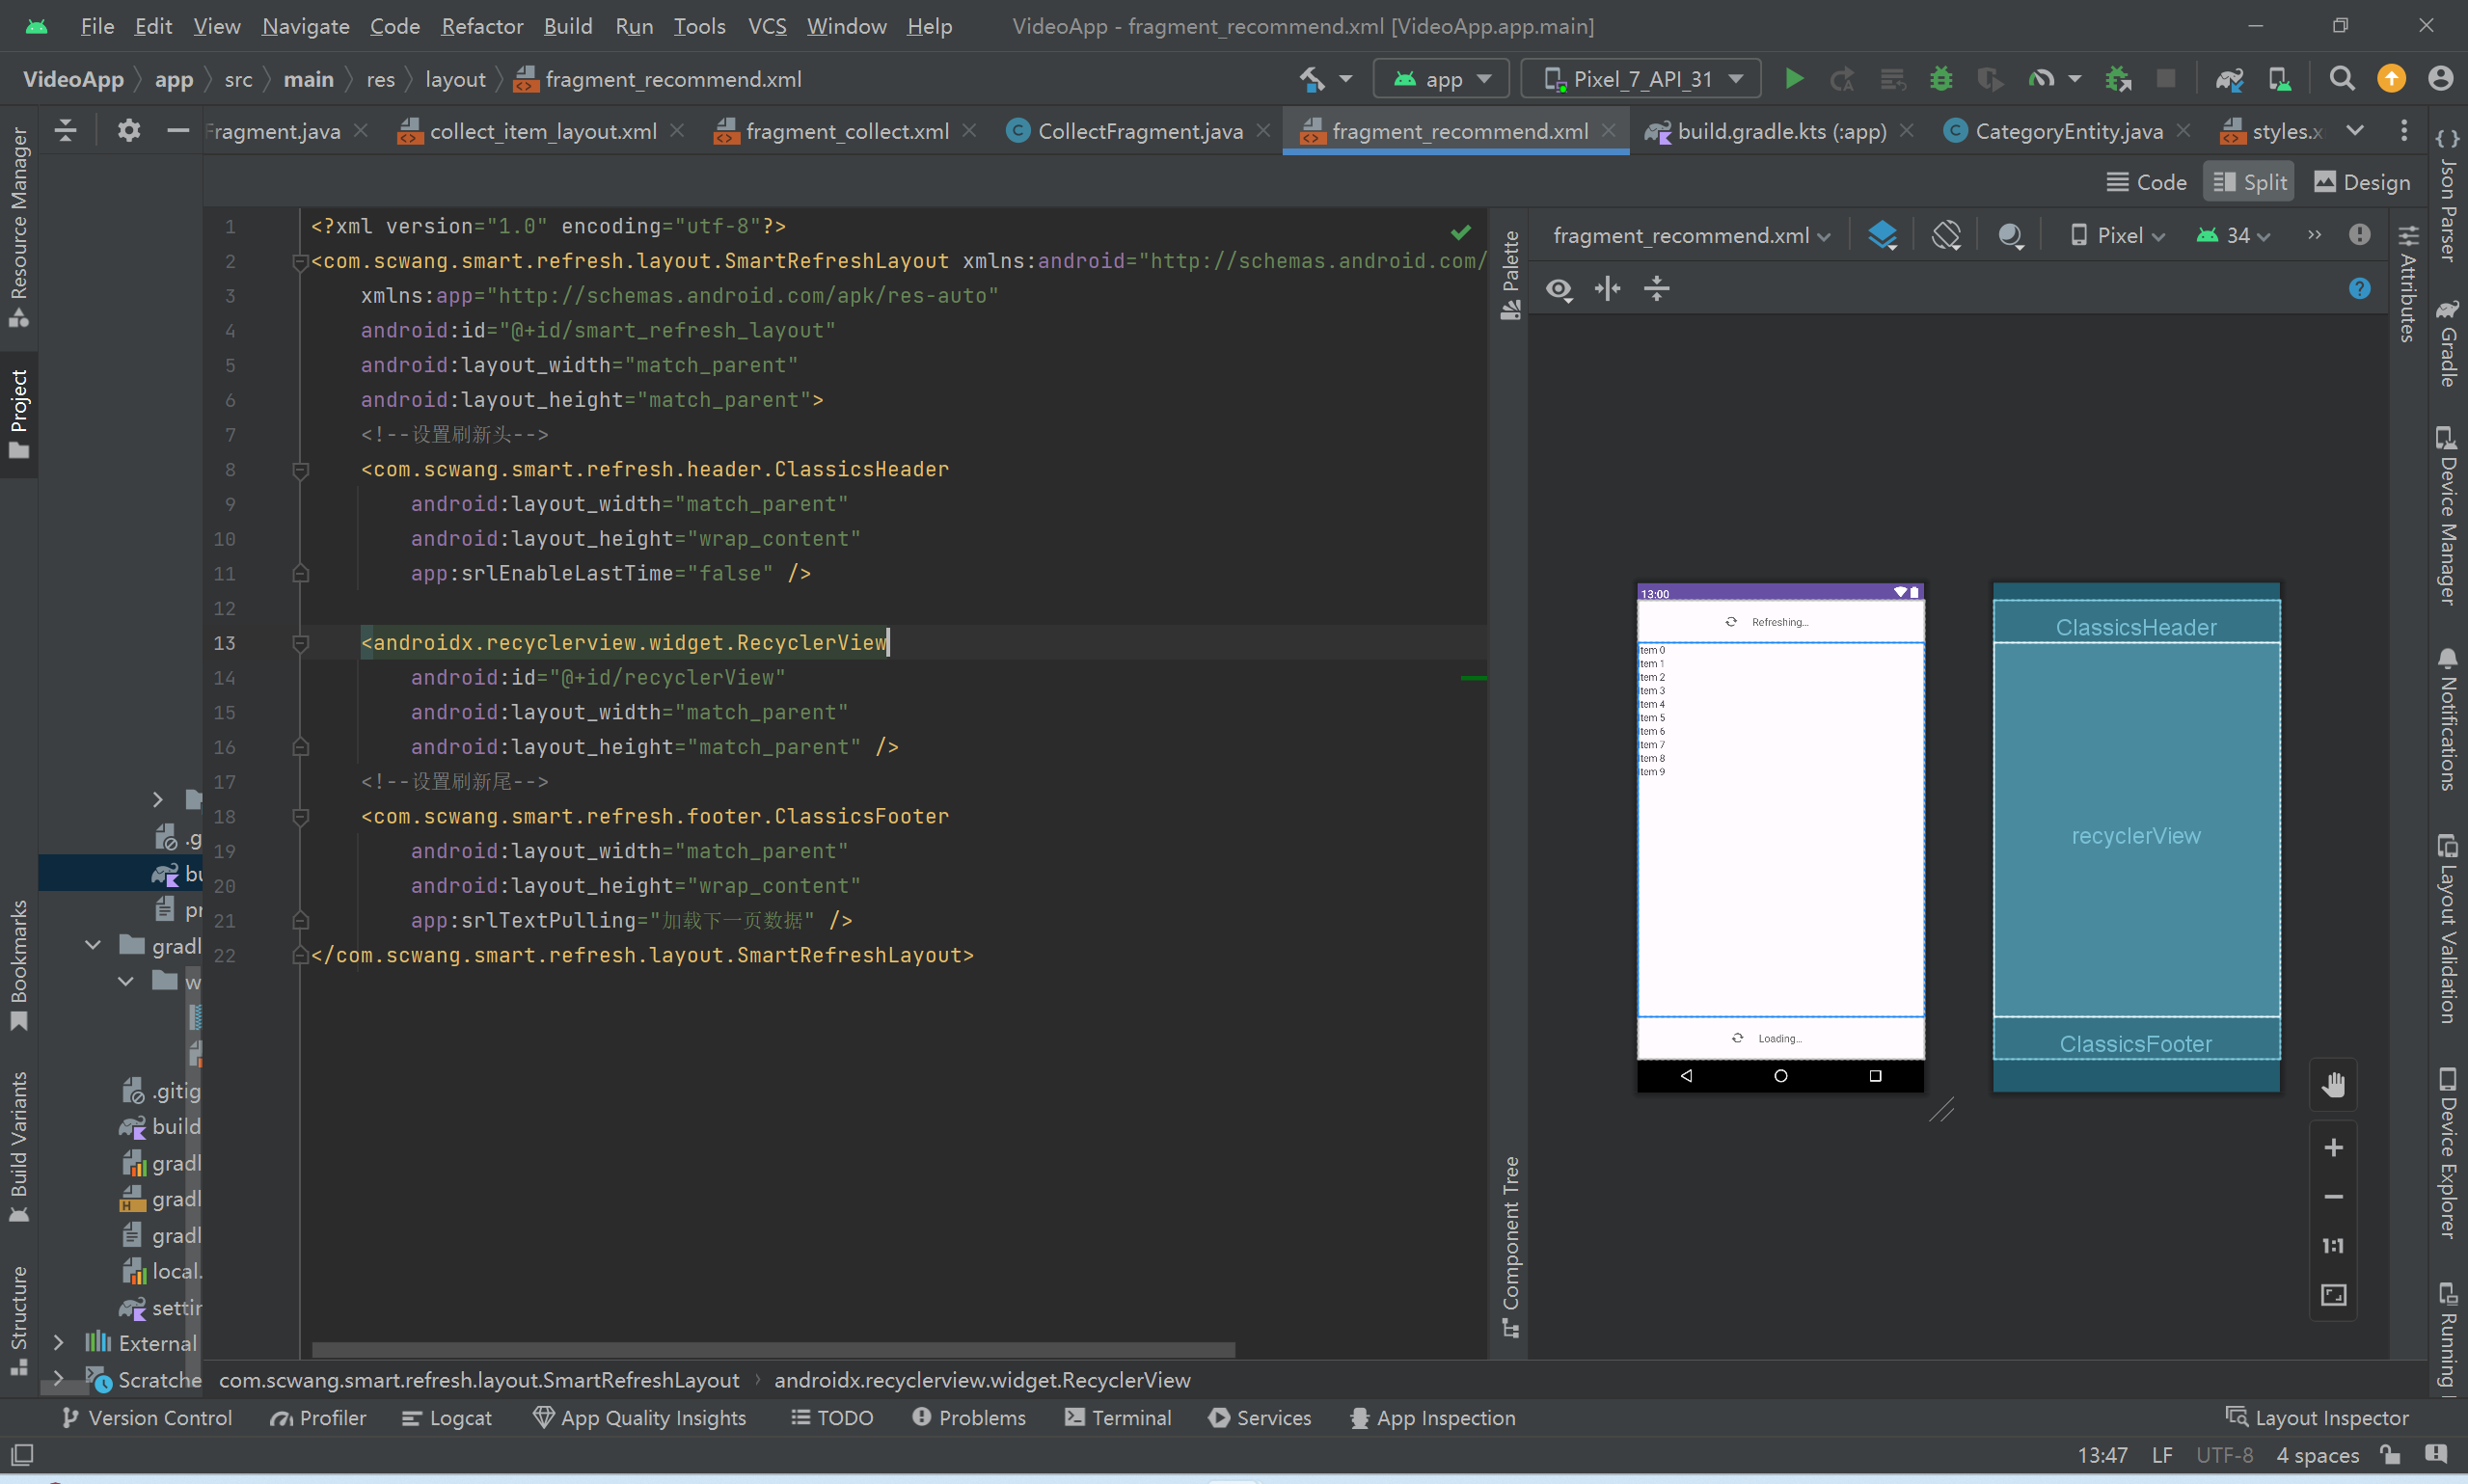 File Edit View Navigate Code Refactor Build Run Tools VCS Window Help VideoApp - fragment_recommend.xml [VideoApp.app.main]
VideoApp app src main res layout fragment_recommend.xml app Pixel_7_API_31
Fragment.java collect_item_layout.xml fragment_collect.xml CollectFragment.java fragment_recommend.xml build.gradle.kts (:app) CategoryEntity.java styles.x
Code Split Design
Resource Manager
Project
Bookmarks
Build Variants
Structure
.g
bu
pr
gradl
w
.gitig
build
gradl
gradl
gradl
local.
settin
External
Scratche
1 <?xml version="1.0" encoding="utf-8"?>
2 <com.scwang.smart.refresh.layout.SmartRefreshLayout xmlns:android="http://schemas.android.com/
3 xmlns:app="http://schemas.android.com/apk/res-auto"
4 android:id="@+id/smart_refresh_layout"
5 android:layout_width="match_parent"
6 android:layout_height="match_parent">
7 <!--设置刷新头-->
8 <com.scwang.smart.refresh.header.ClassicsHeader
9 android:layout_width="match_parent"
10 android:layout_height="wrap_content"
11 app:srlEnableLastTime="false" />
12
13 <androidx.recyclerview.widget.RecyclerView
14 android:id="@+id/recyclerView"
15 android:layout_width="match_parent"
16 android:layout_height="match_parent" />
17 <!--设置刷新尾-->
18 <com.scwang.smart.refresh.footer.ClassicsFooter
19 android:layout_width="match_parent"
20 android:layout_height="wrap_content"
21 app:srlTextPulling="加载下一页数据" />
22 </com.scwang.smart.refresh.layout.SmartRefreshLayout>
com.scwang.smart.refresh.layout.SmartRefreshLayout androidx.recyclerview.widget.RecyclerView
Palette
Component Tree
fragment_recommend.xml Pixel 34
13:00
Refreshing...
Item 0
Item 1
Item 2
Item 3
Item 4
Item 5
Item 6
Item 7
Item 8
Item 9
Loading...
ClassicsHeader
recyclerView
ClassicsFooter
1:1
Attributes
Json Parser
Gradle
Device Manager
Notifications
Layout Validation
Device Explorer
Running
Version Control Profiler Logcat App Quality Insights TODO Problems Terminal Services App Inspection Layout Inspector
13:47 LF UTF-8 4 spaces